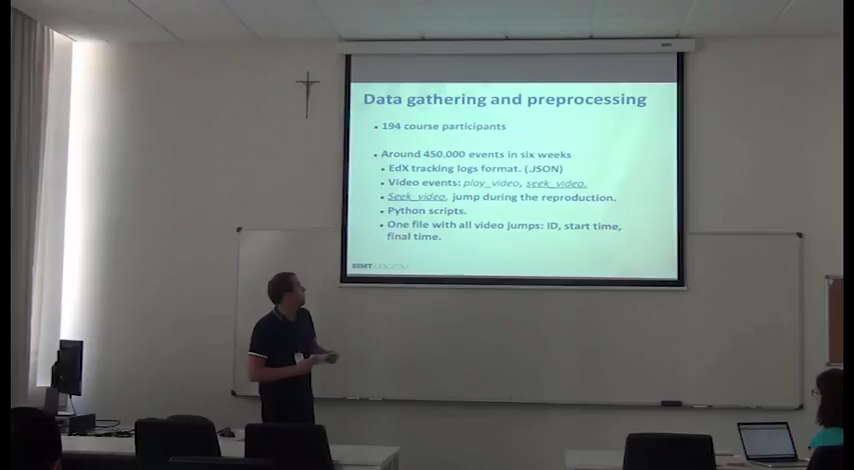 Data gathering and preprocessing
• 194 course participants
• Around 450.000 events in six weeks
• EdX tracking logs format. (.JSON)
• Video events: play_video, seek_video.
• Seek_video, jump during the reproduction.
• Python scripts.
• One file with all video jumps: ID, start time,
final time.